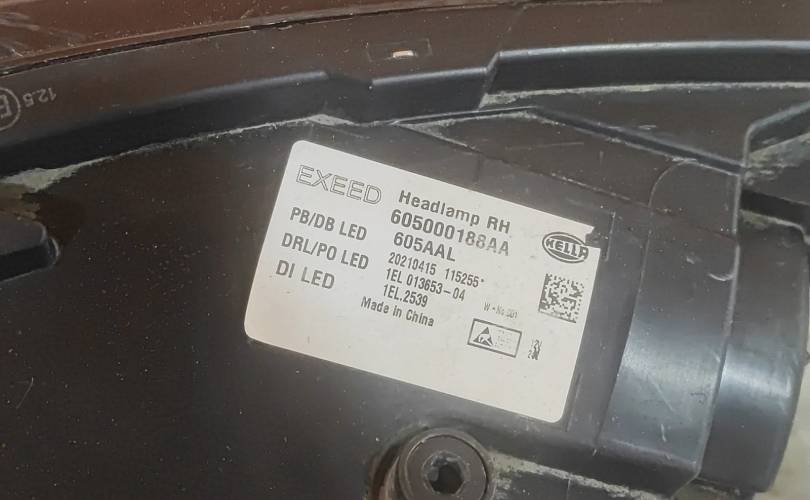 12.5
E
EXEED
Headlamp RH
605000188AA
605AAL
20210415 115255*
1EL 013653-04
1EL.2539
Made in China
PB/DB LED
DRL/PO LED
DI LED
HELLA